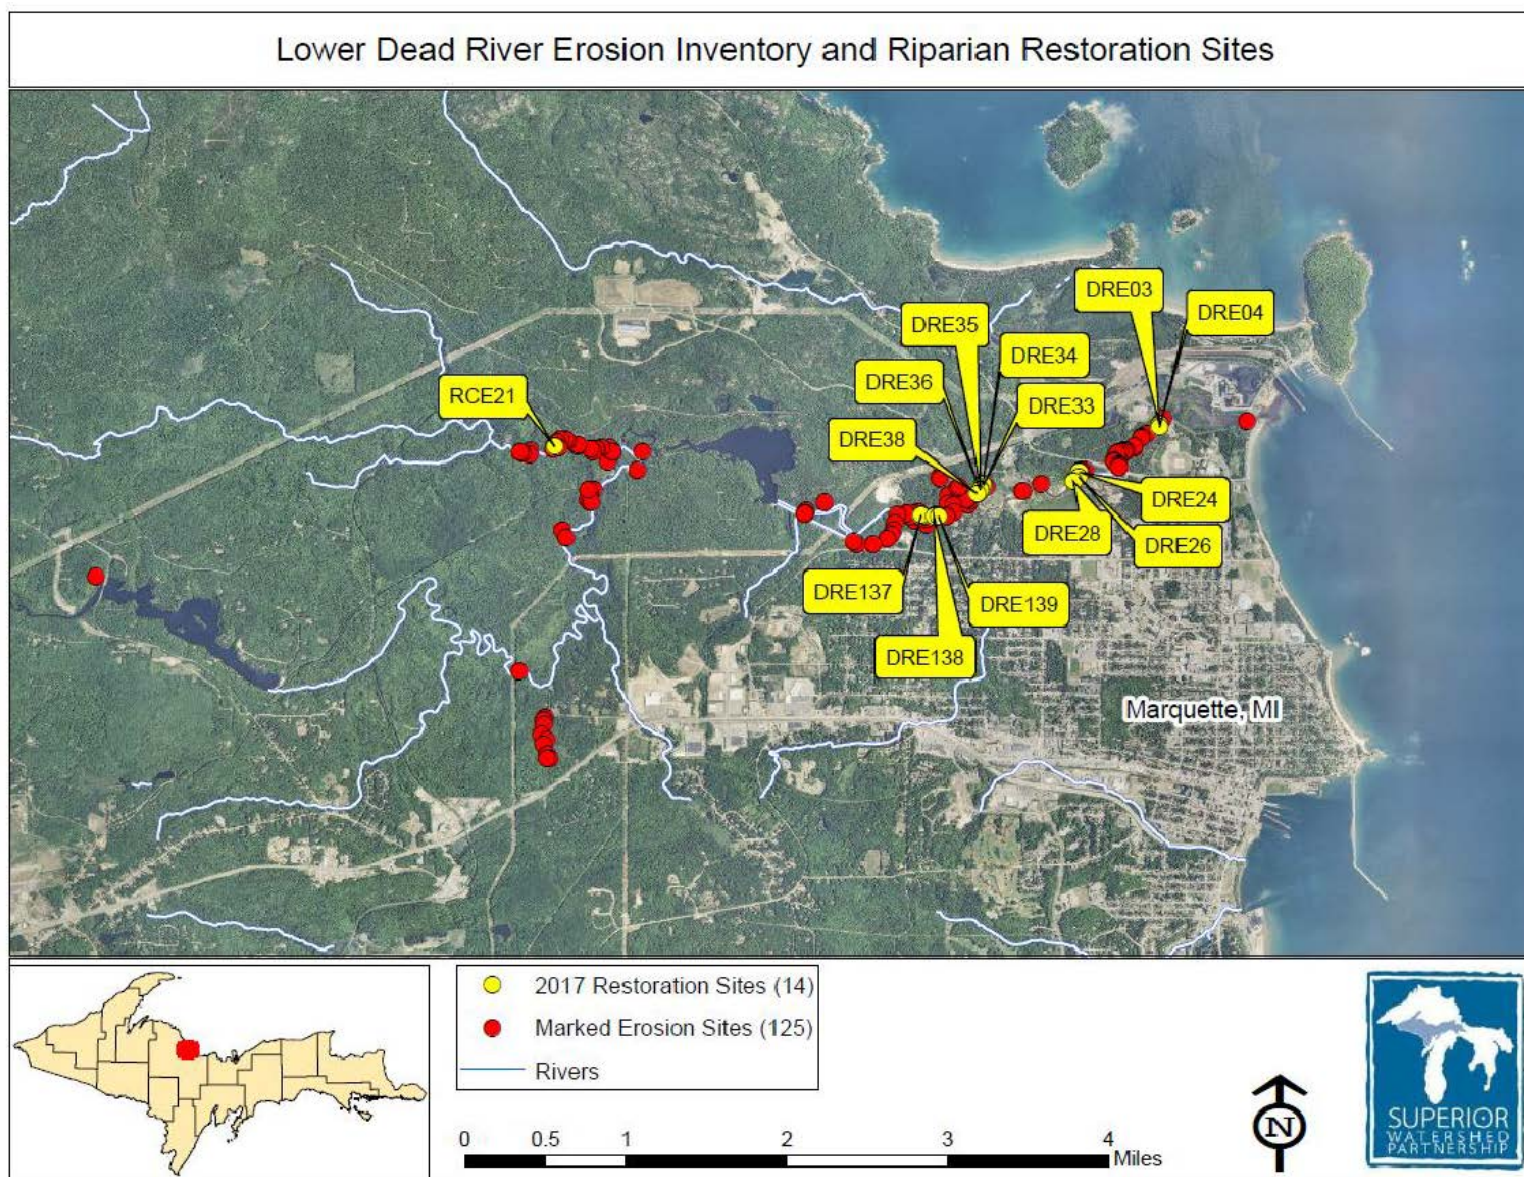 Lower Dead River Erosion Inventory and Riparian Restoration Sites
DRE03
DRE04
DRE35
DRE34
DRE36
DRE33
RCE21
DRE38
DRE24
DRE28
DRE26
DRE137
DRE139
DRE138
Marquette, MI
2017 Restoration Sites (14)
Marked Erosion Sites (125)
Rivers
0 0.5 1 2 3 4
Miles
N
SUPERIOR
WATERSHED
PARTNERSHIP